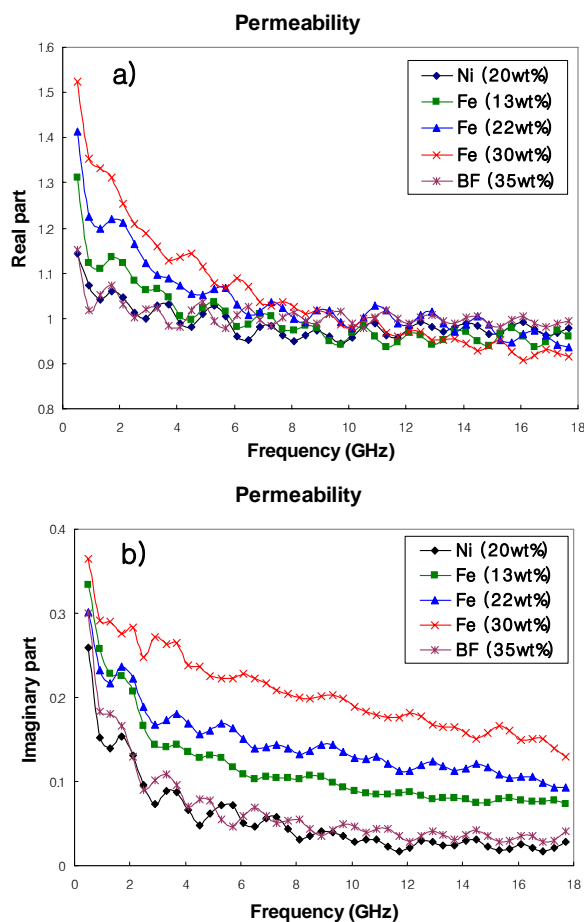 Permeability
a)
Ni (20wt%)
Fe (13wt%)
Fe (22wt%)
Fe (30wt%)
BF (35wt%)
Real part
1.6
1.5
1.4
1.3
1.2
1.1
1
0.9
0.8
0 2 4 6 8 10 12 14 16 18
Frequency (GHz)
Permeability
b)
Ni (20wt%)
Fe (13wt%)
Fe (22wt%)
Fe (30wt%)
BF (35wt%)
Imaginary part
0.4
0.3
0.2
0.1
0
0 2 4 6 8 10 12 14 16 18
Frequency (GHz)